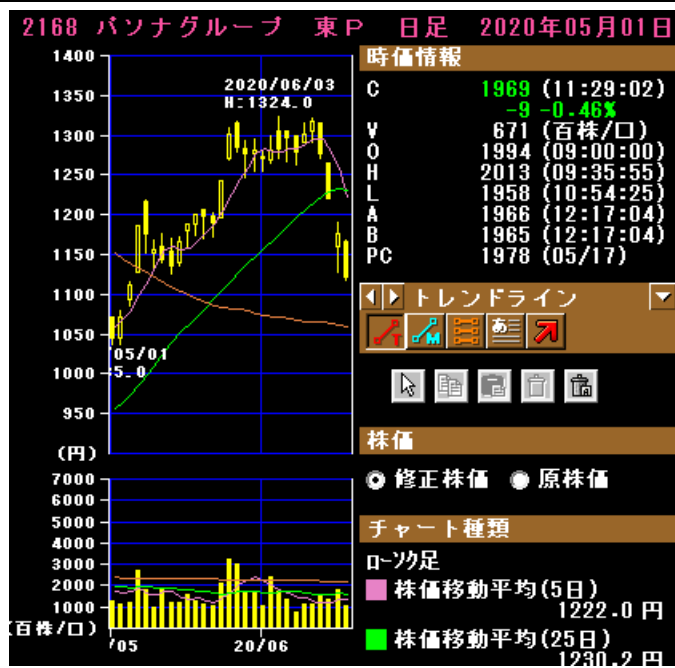 2168 パソナグループ 東P 日足 2020年05月01日
1400
1350
1300
1250
1200
1150
1100
1050
1000
950
(円)
2020/06/03
H:1324.0
/05/01
5.0
7000
6000
5000
4000
3000
2000
1000
(百株/口)
/05
20/06
時価情報
C 1969 (11:29:02)
-9 -0.46%
V 671 (百株/口)
O 1994 (09:00:00)
H 2013 (09:35:55)
L 1958 (10:54:25)
A 1966 (12:17:04)
B 1965 (12:17:04)
PC 1978 (05/17)
トレンドライン
T
M
あ
株価
修正株価 原株価
チャート種類
ローソク足
株価移動平均(5日)
1222.0 円
株価移動平均(25日)
1230.2 円